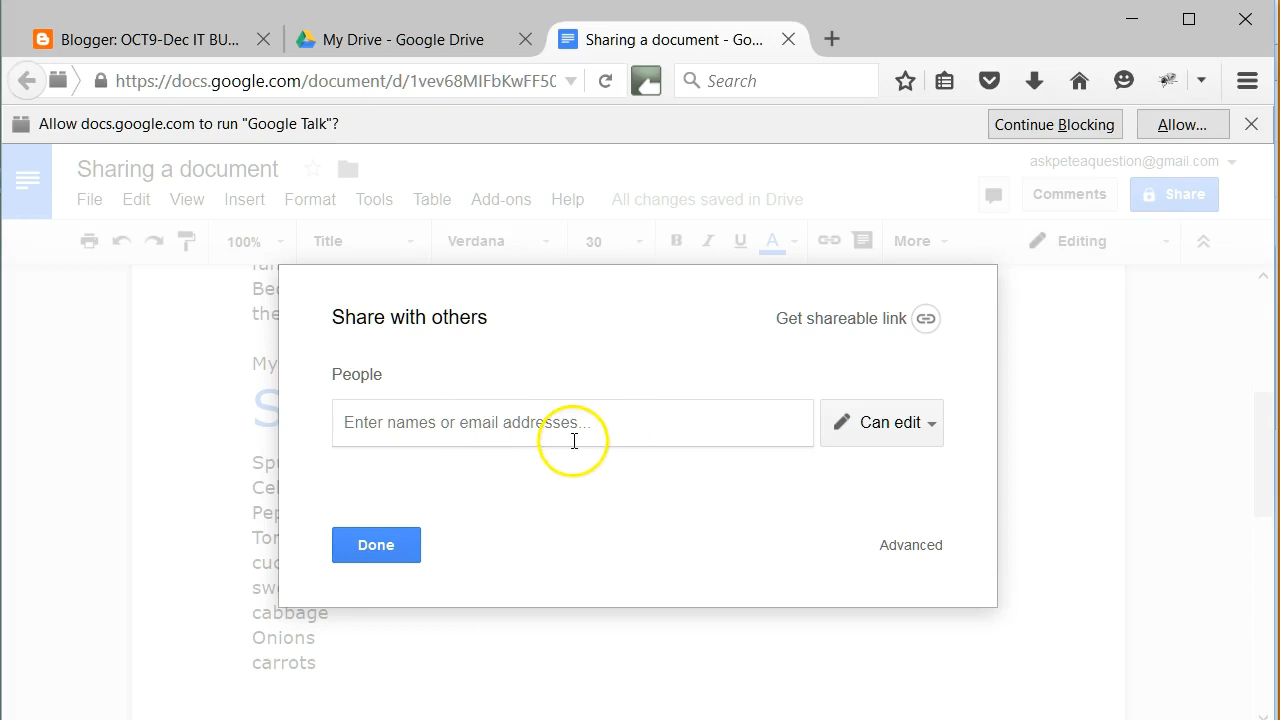 Blogger: OCT9-Dec IT BU...
My Drive - Google Drive
Sharing a document - Go...
https://docs.google.com/document/d/1vev68MIFbKwFF5C
Search
Allow docs.google.com to run "Google Talk"?
Continue Blocking
Allow...
Sharing a document
askpeteaquestion@gmail.com
File Edit View Insert Format Tools Table Add-ons Help All changes saved in Drive
Comments
Share
100% Title Verdana 30 B I U A More Editing
Share with others
Get shareable link
the
My
People
Enter names or email addresses...
Can edit
Done
Advanced
cabbage
Onions
carrots